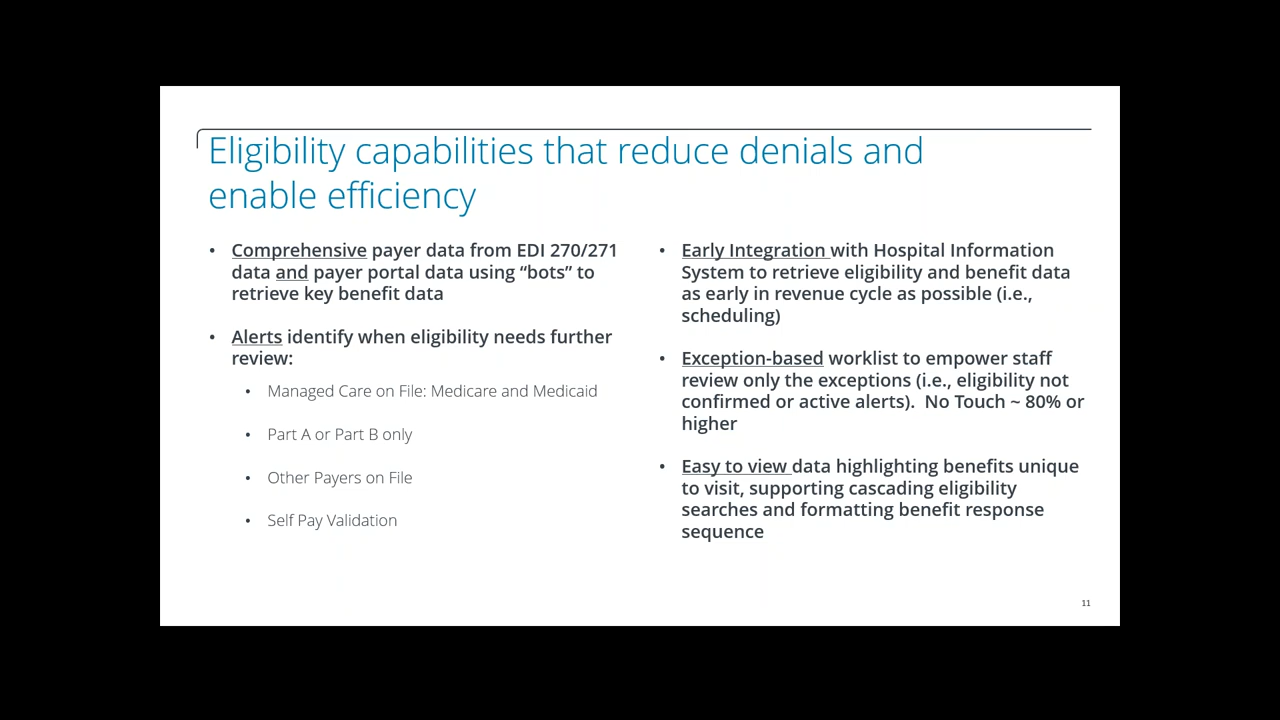 Eligibility capabilities that reduce denials and
enable efficiency
• Comprehensive payer data from EDI 270/271
data and payer portal data using “bots” to
retrieve key benefit data
• Alerts identify when eligibility needs further
review:
• Managed Care on File: Medicare and Medicaid
• Part A or Part B only
• Other Payers on File
• Self Pay Validation
• Early Integration with Hospital Information
System to retrieve eligibility and benefit data
as early in revenue cycle as possible (i.e.,
scheduling)
• Exception-based worklist to empower staff
review only the exceptions (i.e., eligibility not
confirmed or active alerts).  No Touch ~ 80% or
higher
• Easy to view data highlighting benefits unique
to visit, supporting cascading eligibility
searches and formatting benefit response
sequence
11